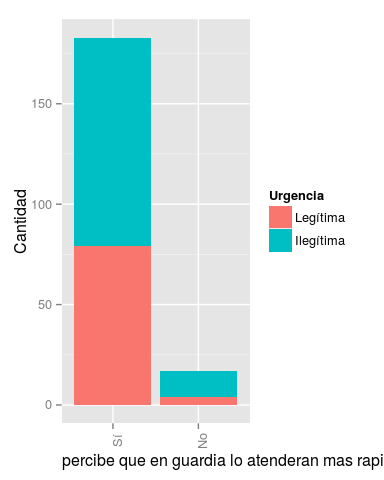 Cantidad
150
100
50
0
Sí
No
percibe que en guardia lo atenderan mas rapi
Urgencia
Legítima
Ilegítima